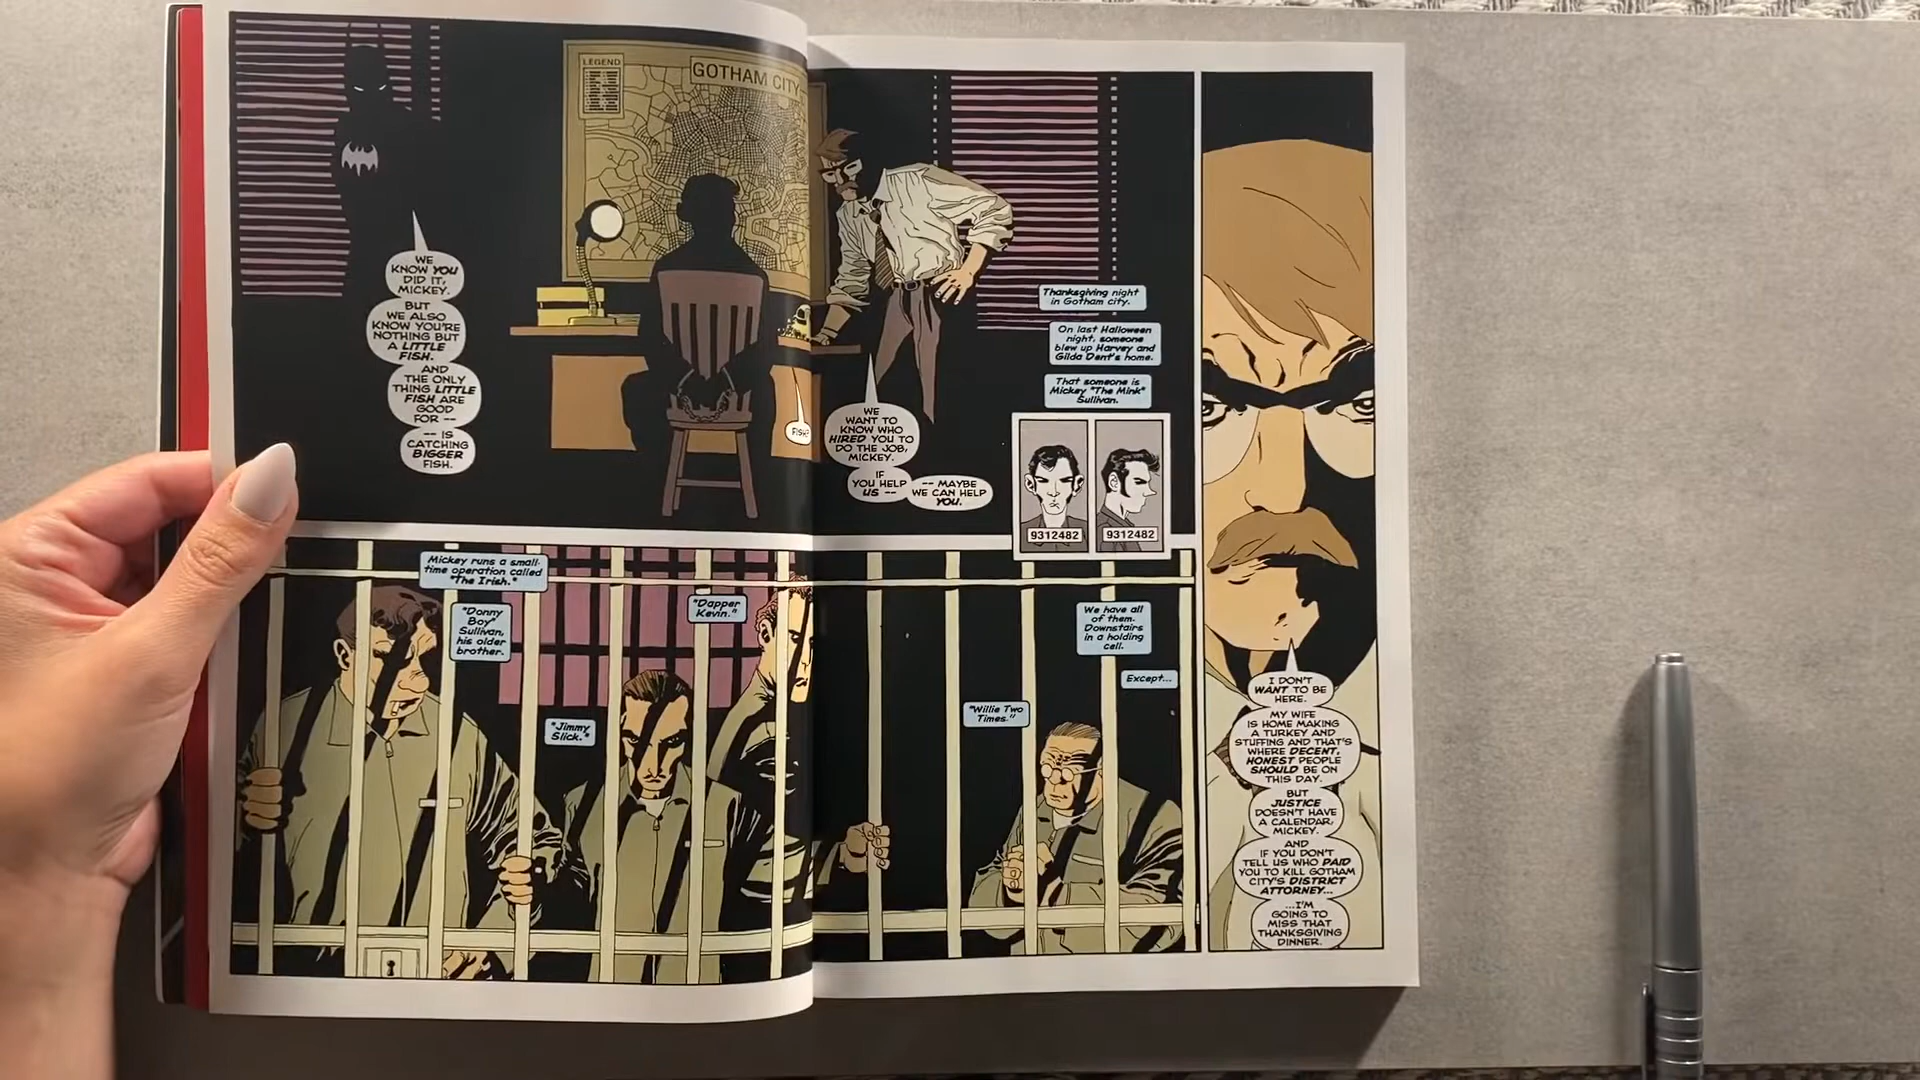 LEGEND
GOTHAM CITY
WE
KNOW YOU
DID IT,
MICKEY.
BUT
WE ALSO
KNOW YOU'RE
NOTHING BUT
A LITTLE
FISH.
AND
THE ONLY
THING LITTLE
FISH ARE
GOOD
FOR --
-- IS
CATCHING
BIGGER
FISH.
FISH?
WE
WANT TO
KNOW WHO
HIRED YOU TO
DO THE JOB,
MICKEY.
IF
YOU HELP
US --
-- MAYBE
WE CAN HELP
YOU.
Thanksgiving night
in Gotham city.
On last Halloween
night, someone
blew up Harvey and
Gilda Dent's home.
That someone is
Mickey "The Mink"
Sullivan.
9312482
9312482
Mickey runs a small-
time operation called
"The Irish."
"Donny
Boy"
Sullivan,
his older
brother.
"Jimmy
Slick."
"Dapper
Kevin."
"Willie Two
Times."
We have all
of them.
Downstairs
in a holding
cell.
Except...
I DON'T
WANT TO BE
HERE.
MY WIFE
IS HOME MAKING
A TURKEY AND
STUFFING AND THAT'S
WHERE DECENT,
HONEST PEOPLE
SHOULD BE ON
THIS DAY.
BUT
JUSTICE
DOESN'T HAVE
A CALENDAR,
MICKEY.
AND
IF YOU DON'T
TELL US WHO PAID
YOU TO KILL GOTHAM
CITY'S DISTRICT
ATTORNEY...
...I'M
GOING TO
MISS THAT
THANKSGIVING
DINNER.